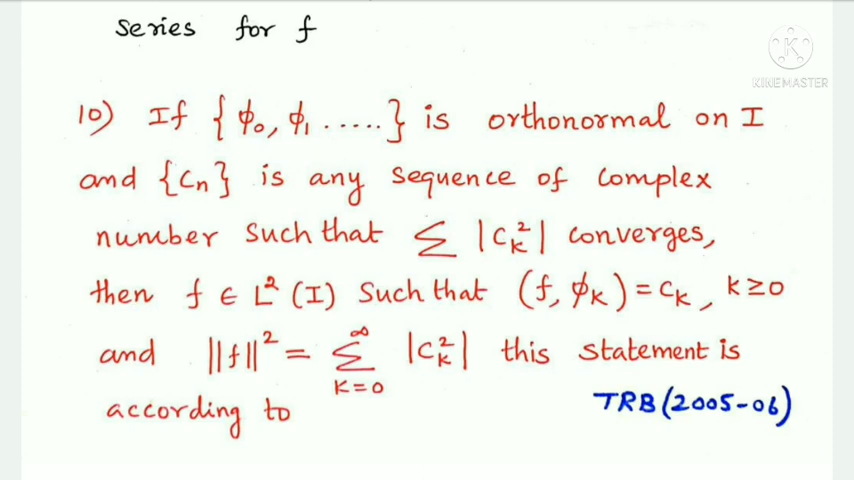 series for f
K
KINEMASTER
10) If {ϕ₀, ϕ₁ .....} is orthonormal on I
and {Cₙ} is any sequence of complex
number such that Σ |Cₖ²| converges,
then f ∈ L² (I) such that (f, ϕₖ) = Cₖ, k ≥ 0
and ||f||² = Σ_{k=0}^{∞} |Cₖ²| this statement is
according to TRB (2005-06)